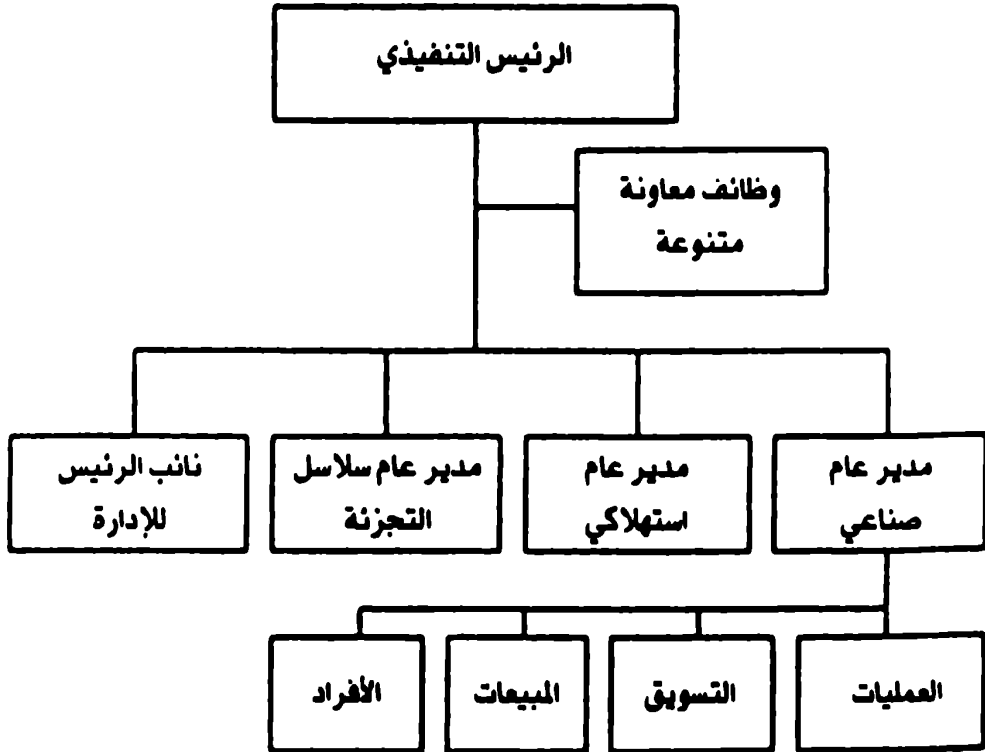 الرئيس التنفيذي
وظائف معاونة
متنوعة
مدير عام
صناعي
مدير عام
استهلاكي
مدير عام سلاسل
التجزئة
نائب الرئيس
للإدارة
العمليات
التسويق
المبيعات
الأفراد